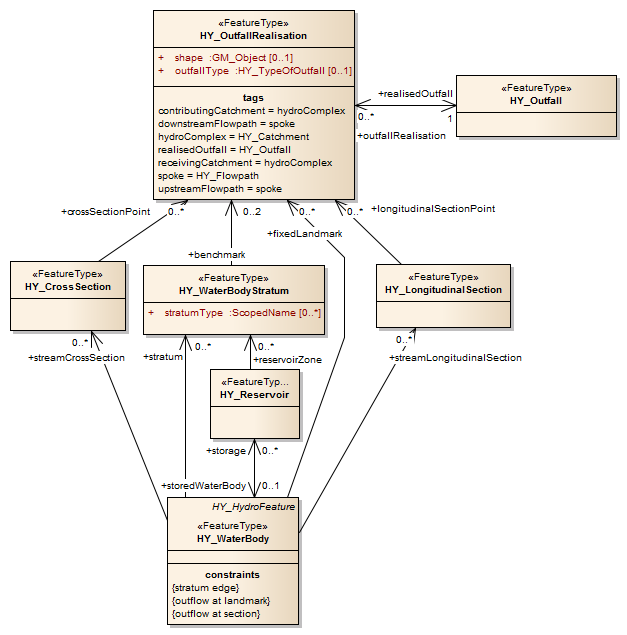 «FeatureType»
HY_OutfallRealisation
+ shape :GM_Object [0..1]
+ outfallType :HY_TypeOfOutfall [0..1]
tags
contributingCatchment = hydroComplex
downstreamFlowpath = spoke
hydroComplex = HY_Catchment
realisedOutfall = HY_Outfall
receivingCatchment = hydroComplex
spoke = HY_Flowpath
upstreamFlowpath = spoke
+realisedOutfall
0..*
1
+outfallRealisation
«FeatureType»
HY_Outfall
+crossSectionPoint
0..*
0..2
0..*
0..*
+longitudinalSectionPoint
+fixedLandmark
+benchmark
«FeatureType»
HY_CrossSection
«FeatureType»
HY_WaterBodyStratum
+ stratumType :ScopedName [0..*]
«FeatureType»
HY_LongitudinalSection
0..*
+streamCrossSection
+stratum
0..*
0..*
+reservoirZone
0..*
+streamLongitudinalSection
«FeatureTyp...
HY_Reservoir
+storage
0..*
+storedWaterBody
0..1
HY_HydroFeature
«FeatureType»
HY_WaterBody
constraints
{stratum edge}
{outflow at landmark}
{outflow at section}